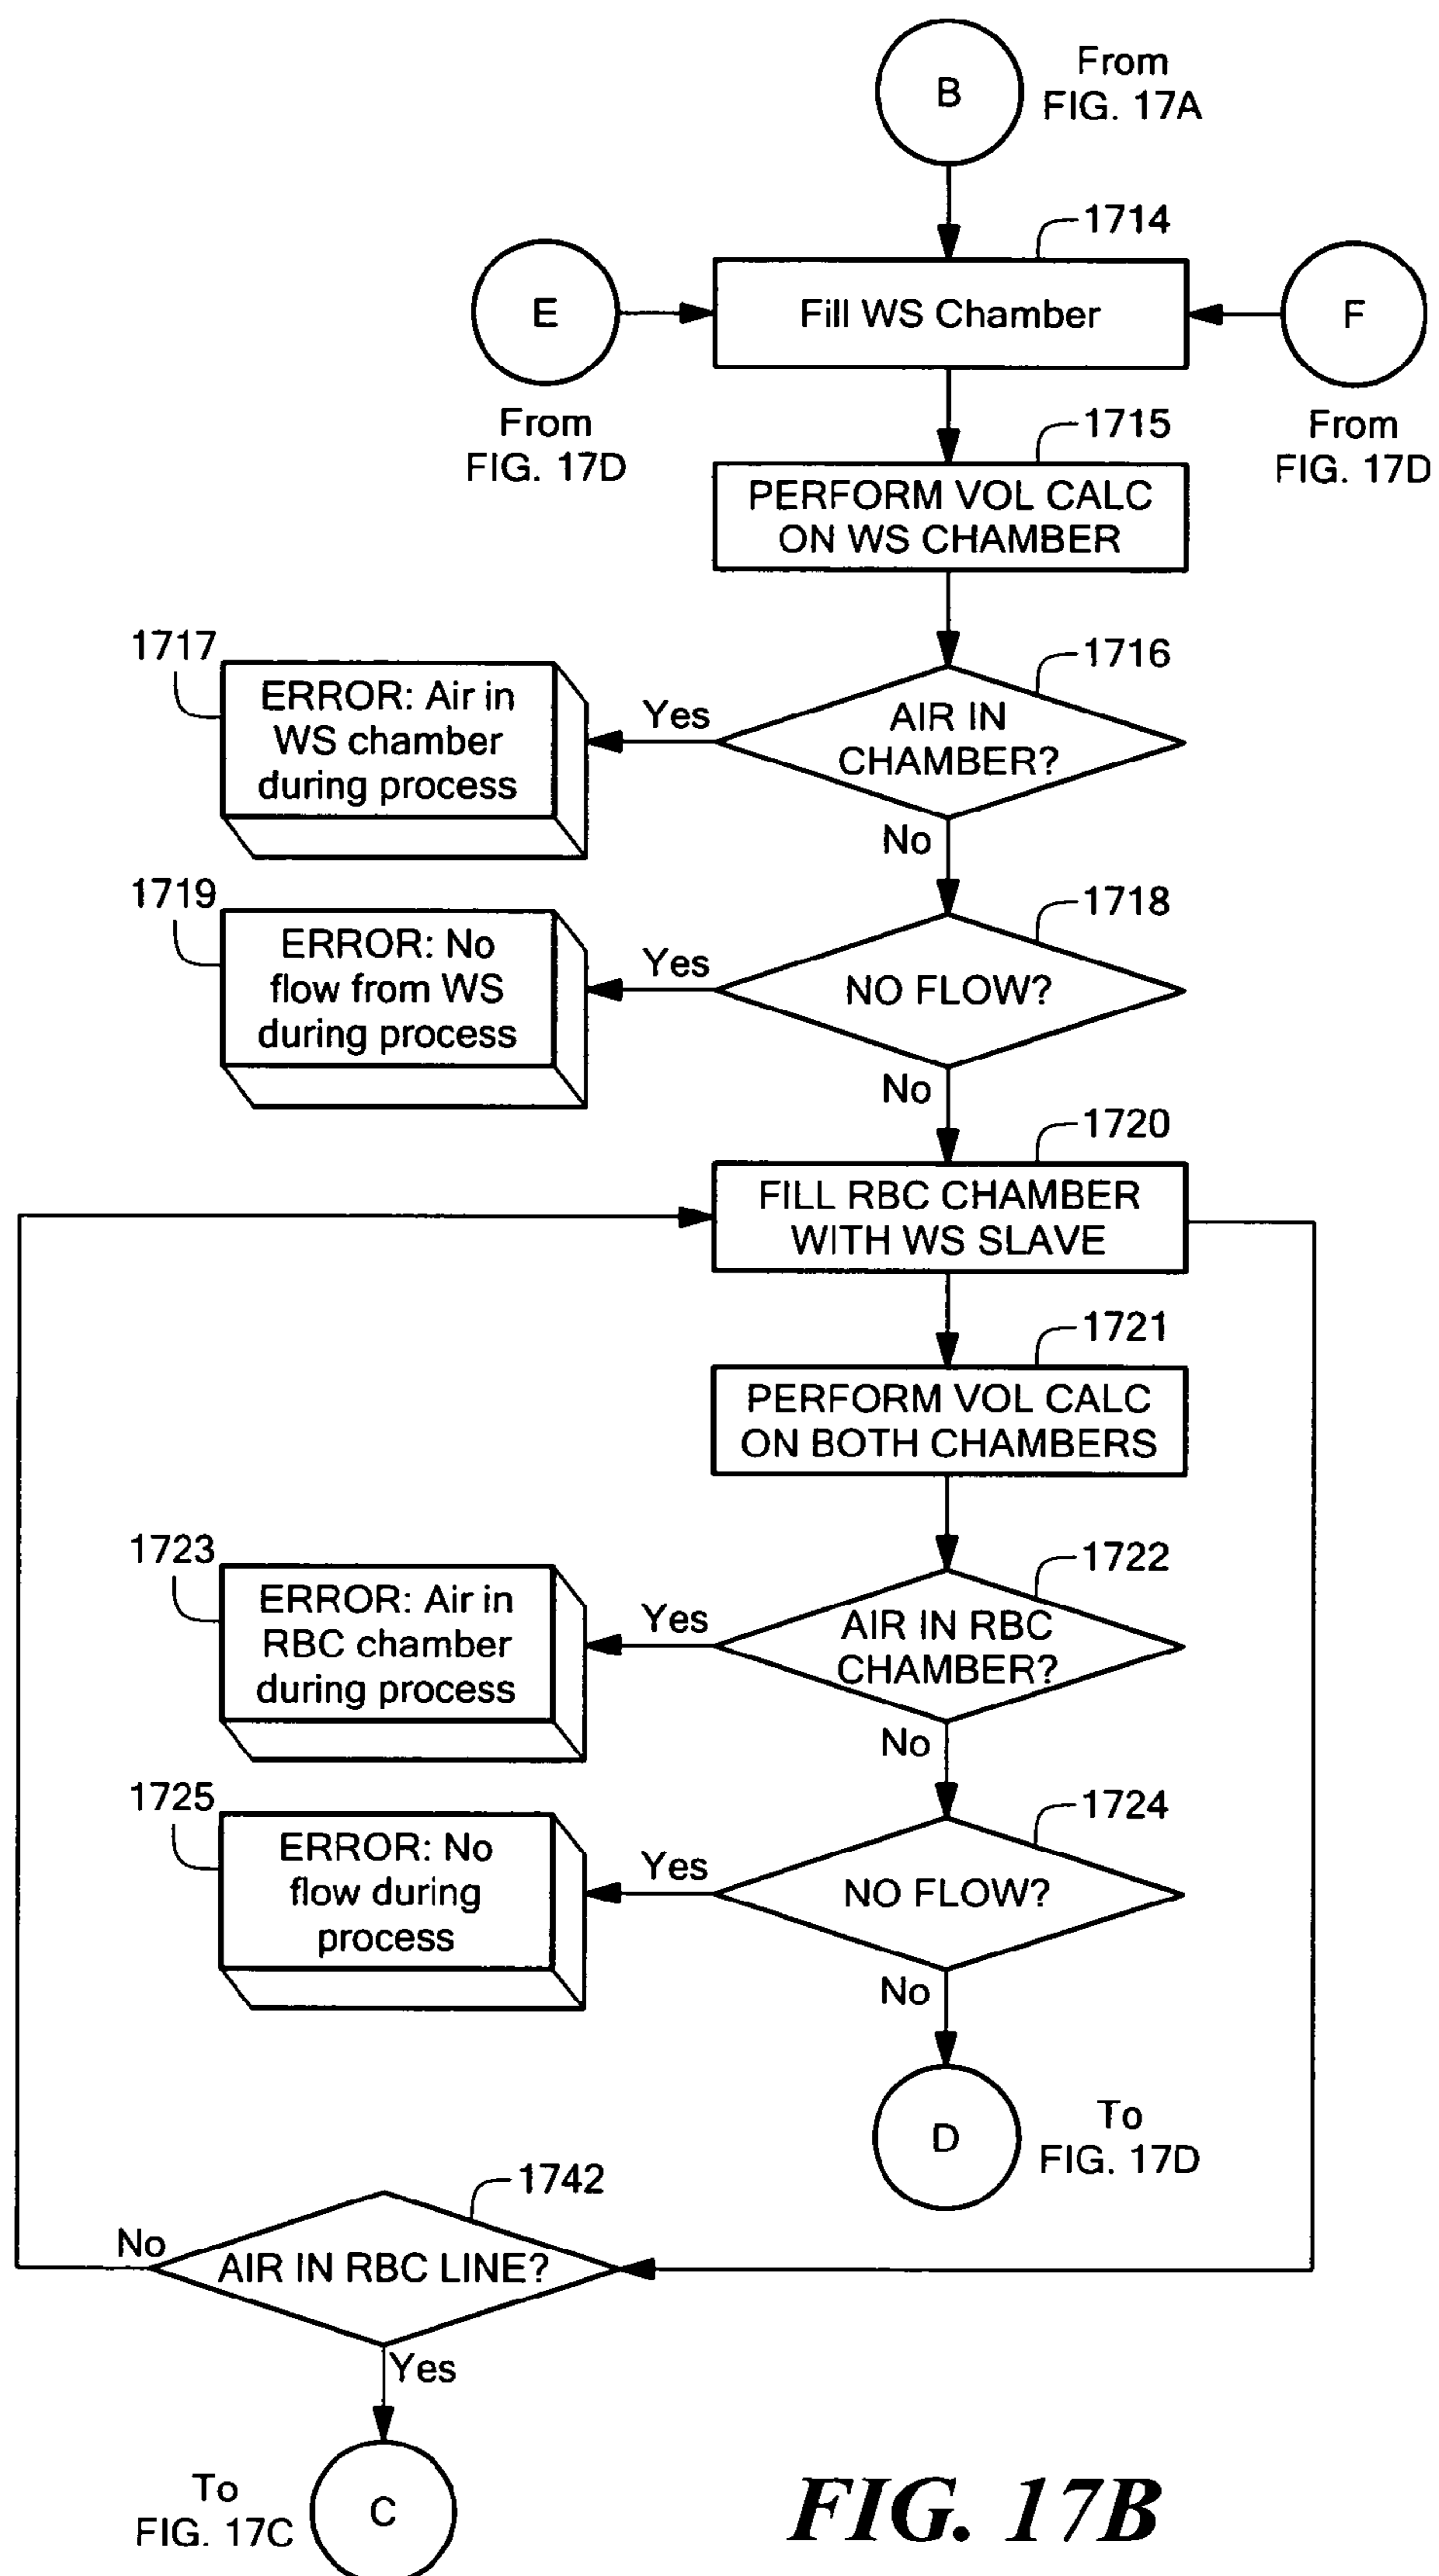 B
From
FIG. 17A
1714
E
Fill WS Chamber
F
From
FIG. 17D
From
FIG. 17D
1715
PERFORM VOL CALC
ON WS CHAMBER
1717
ERROR: Air in
WS chamber
during process
Yes
1716
AIR IN
CHAMBER?
No
1719
ERROR: No
flow from WS
during process
Yes
1718
NO FLOW?
No
1720
FILL RBC CHAMBER
WITH WS SLAVE
1721
PERFORM VOL CALC
ON BOTH CHAMBERS
1723
ERROR: Air in
RBC chamber
during process
Yes
1722
AIR IN RBC
CHAMBER?
No
1725
ERROR: No
flow during
process
Yes
1724
NO FLOW?
No
D
To
FIG. 17D
1742
No
AIR IN RBC LINE?
Yes
To
FIG. 17C
C
FIG. 17B